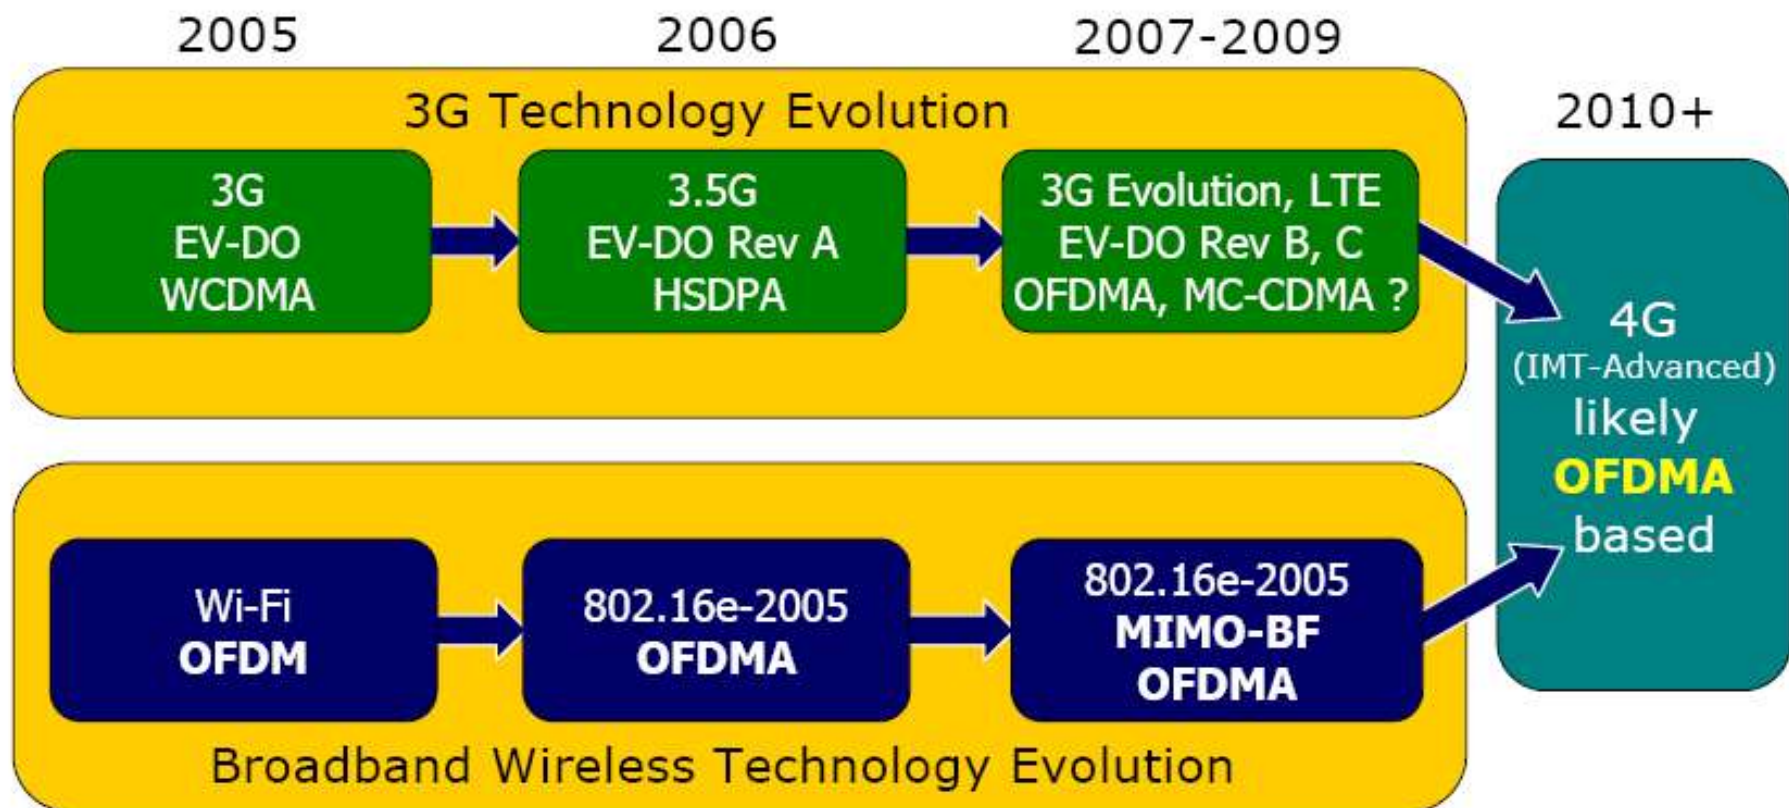 2005
2006
2007-2009
2010+
3G Technology Evolution
3G
EV-DO
WCDMA
3.5G
EV-DO Rev A
HSDPA
3G Evolution, LTE
EV-DO Rev B, C
OFDMA, MC-CDMA ?
4G
(IMT-Advanced)
likely
OFDMA
based
Wi-Fi
OFDM
802.16e-2005
OFDMA
802.16e-2005
MIMO-BF
OFDMA
Broadband Wireless Technology Evolution